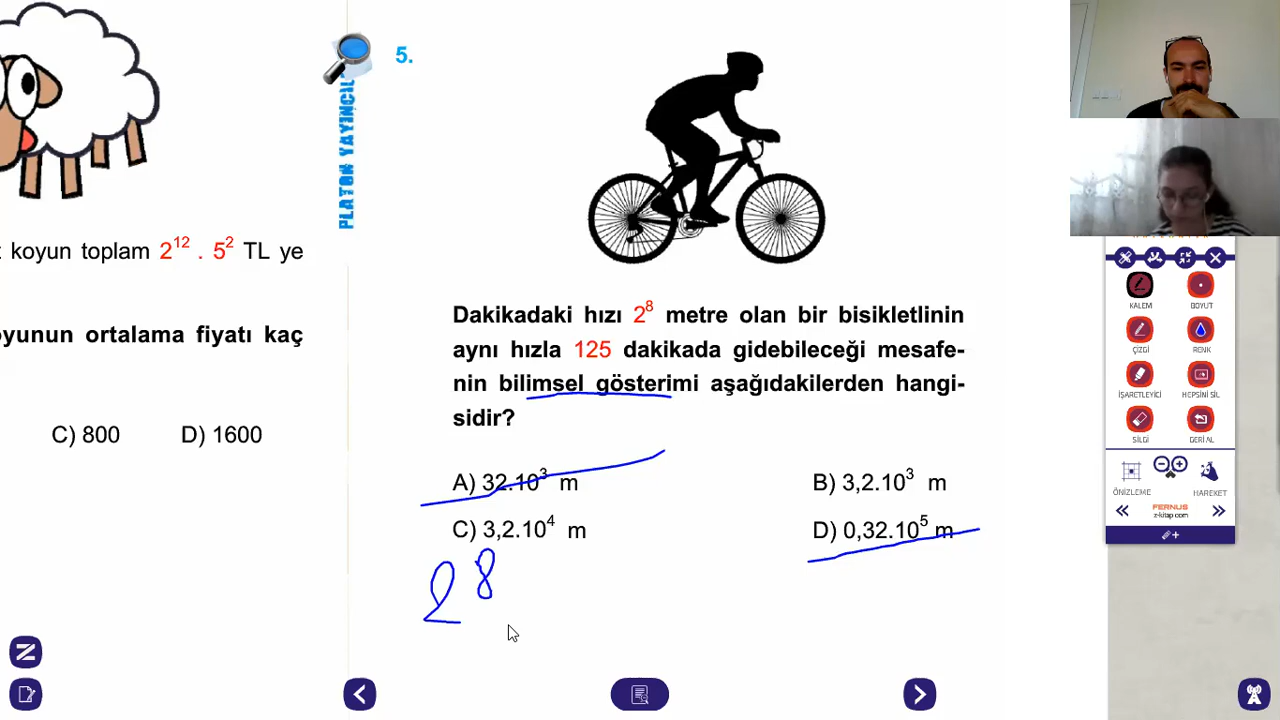 PLATON YAYINCILI
5.
koyun toplam 2¹² . 5² TL ye
oyunun ortalama fiyatı kaç
C) 800 D) 1600
Dakikadaki hızı 2⁸ metre olan bir bisikletlinin
aynı hızla 125 dakikada gidebileceği mesafe-
nin bilimsel gösterimi aşağıdakilerden hangi-
sidir?
A) 32.10³ m B) 3,2.10³ m
C) 3,2.10⁴ m D) 0,32.10⁵ m
2⁸
KALEM BOYUT
ÇİZGİ RENK
İŞARETLEYİCİ HEPSİNİ SİL
SİLGİ GERİ AL
ÖNİZLEME HAREKET
FERNUS
z-kitap.com